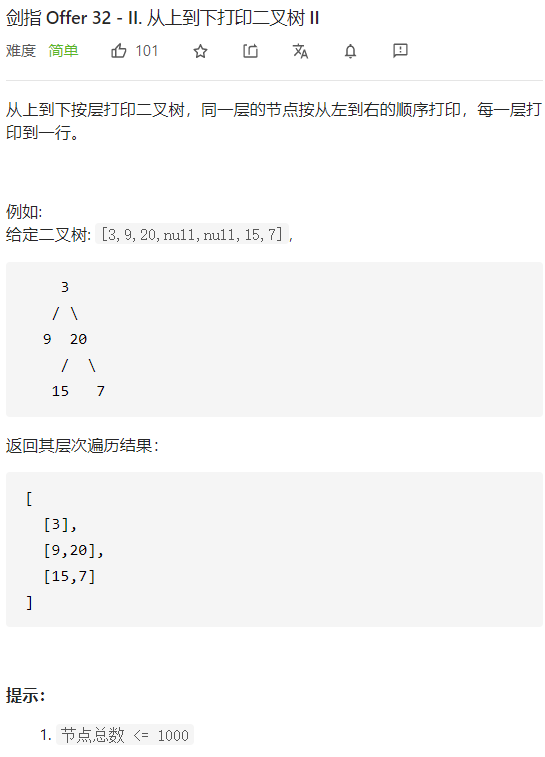 剑指 Offer 32 - II. 从上到下打印二叉树 II
难度 简单 101
从上到下按层打印二叉树，同一层的节点按从左到右的顺序打印，每一层打
印到一行。
例如:
给定二叉树: [3,9,20,null,null,15,7],
3
/ \
9 20
/ \
15 7
返回其层次遍历结果：
[
[3],
[9,20],
[15,7]
]
提示：
1. 节点总数 <= 1000